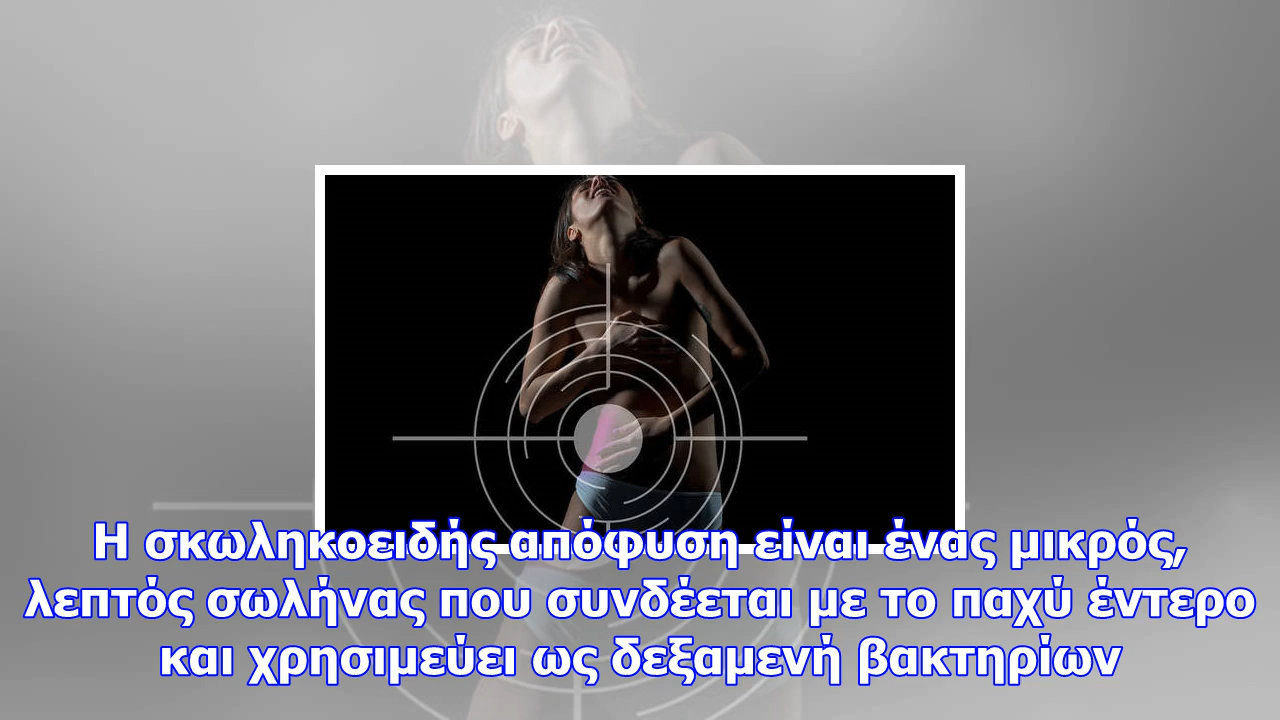 Η σκωληκοειδής απόφυση είναι ένας μικρός,
λεπτός σωλήνας που συνδέεται με το παχύ έντερο
και χρησιμεύει ως δεξαμενή βακτηρίων